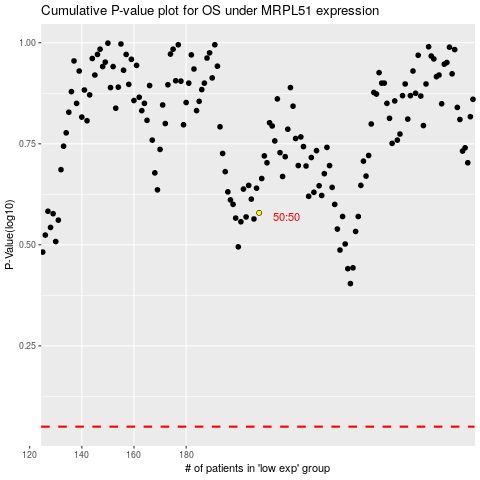 Cumulative P-value plot for OS under MRPL51 expression
P-Value(log10)
1.00
0.75
0.50
0.25
50:50
120 140 160 180
# of patients in 'low exp' group